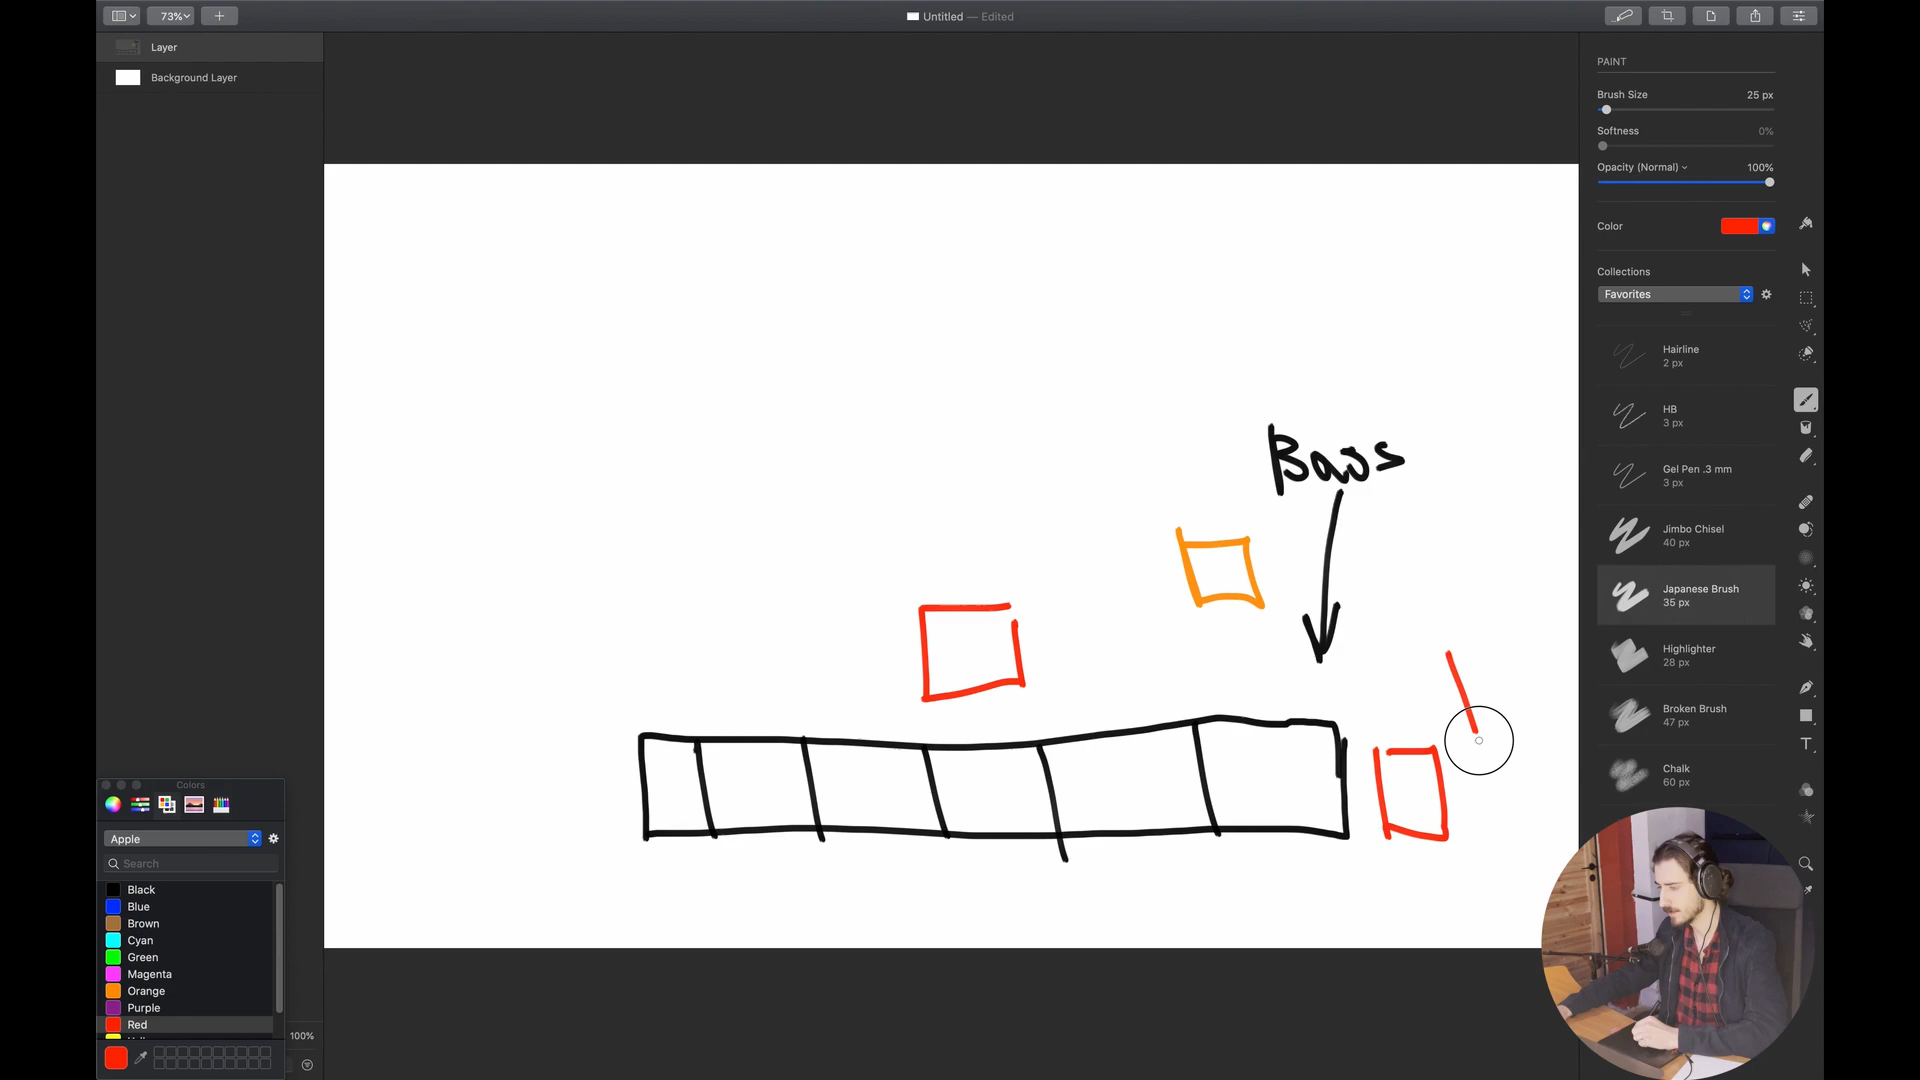 73%
Untitled — Edited
Layer
Background Layer
PAINT
Brush Size 25 px
Softness 0%
Opacity (Normal) 100%
Color
Collections
Favorites
Hairline
2 px
HB
3 px
Gel Pen .3 mm
3 px
Jimbo Chisel
40 px
Japanese Brush
35 px
Highlighter
28 px
Broken Brush
47 px
Chalk
60 px
Baos
Colors
Apple
Search
Black
Blue
Brown
Cyan
Green
Magenta
Orange
Purple
Red
100%